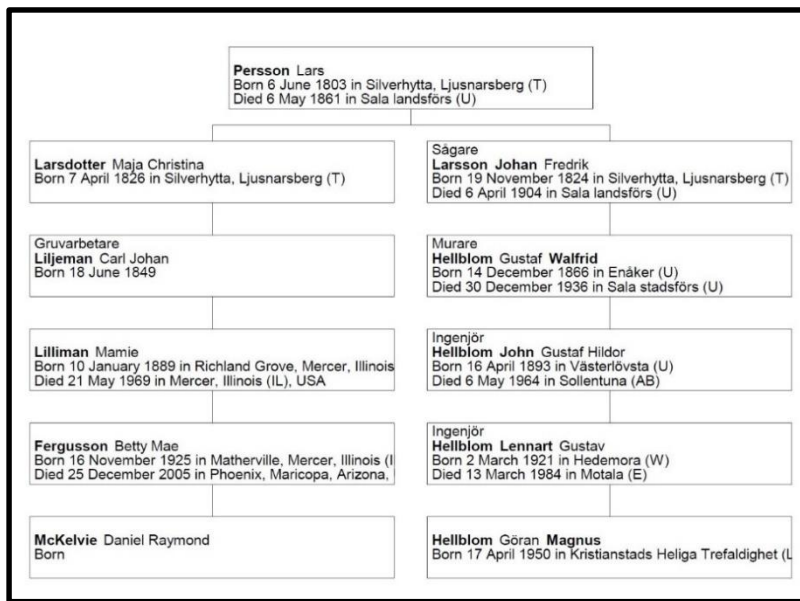 Persson Lars
Born 6 June 1803 in Silverhytta, Ljusnarsberg (T)
Died 6 May 1861 in Sala landsförs (U)
Larsdotter Maja Christina
Born 7 April 1826 in Silverhytta, Ljusnarsberg (T)
Sågare
Larsson Johan Fredrik
Born 19 November 1824 in Silverhytta, Ljusnarsberg (T)
Died 6 April 1904 in Sala landsförs (U)
Gruvarbetare
Liljeman Carl Johan
Born 18 June 1849
Murare
Hellblom Gustaf Walfrid
Born 14 December 1866 in Enåker (U)
Died 30 December 1936 in Sala stadsförs (U)
Lilliman Mamie
Born 10 January 1889 in Richland Grove, Mercer, Illinois
Died 21 May 1969 in Mercer, Illinois (IL), USA
Ingenjör
Hellblom John Gustaf Hildor
Born 16 April 1893 in Västerlövsta (U)
Died 6 May 1964 in Sollentuna (AB)
Fergusson Betty Mae
Born 16 November 1925 in Matherville, Mercer, Illinois (I
Died 25 December 2005 in Phoenix, Maricopa, Arizona,
Ingenjör
Hellblom Lennart Gustav
Born 2 March 1921 in Hedemora (W)
Died 13 March 1984 in Motala (E)
McKelvie Daniel Raymond
Born
Hellblom Göran Magnus
Born 17 April 1950 in Kristianstads Heliga Trefaldighet (L